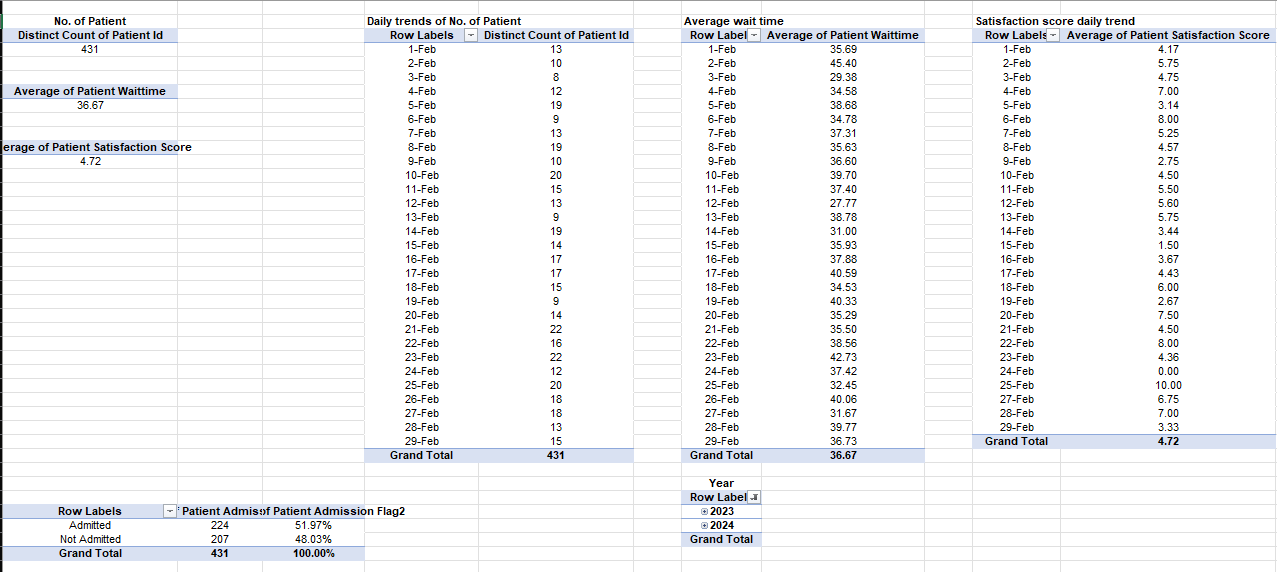 No. of Patient
Distinct Count of Patient Id
431
Average of Patient Waittime
36.67
erage of Patient Satisfaction Score
4.72
Daily trends of No. of Patient
Row Labels Distinct Count of Patient Id
1-Feb 13
2-Feb 10
3-Feb 8
4-Feb 12
5-Feb 19
6-Feb 9
7-Feb 13
8-Feb 19
9-Feb 10
10-Feb 20
11-Feb 15
12-Feb 13
13-Feb 9
14-Feb 19
15-Feb 14
16-Feb 17
17-Feb 17
18-Feb 15
19-Feb 9
20-Feb 14
21-Feb 22
22-Feb 16
23-Feb 22
24-Feb 12
25-Feb 20
26-Feb 18
27-Feb 18
28-Feb 13
29-Feb 15
Grand Total 431
Average wait time
Row Label Average of Patient Waittime
1-Feb 35.69
2-Feb 45.40
3-Feb 29.38
4-Feb 34.58
5-Feb 38.68
6-Feb 34.78
7-Feb 37.31
8-Feb 35.63
9-Feb 36.60
10-Feb 39.70
11-Feb 37.40
12-Feb 27.77
13-Feb 38.78
14-Feb 31.00
15-Feb 35.93
16-Feb 37.88
17-Feb 40.59
18-Feb 34.53
19-Feb 40.33
20-Feb 35.29
21-Feb 35.50
22-Feb 38.56
23-Feb 42.73
24-Feb 37.42
25-Feb 32.45
26-Feb 40.06
27-Feb 31.67
28-Feb 39.77
29-Feb 36.73
Grand Total 36.67
Satisfaction score daily trend
Row Labels Average of Patient Satisfaction Score
1-Feb 4.17
2-Feb 5.75
3-Feb 4.75
4-Feb 7.00
5-Feb 3.14
6-Feb 8.00
7-Feb 5.25
8-Feb 4.57
9-Feb 2.75
10-Feb 4.50
11-Feb 5.50
12-Feb 5.60
13-Feb 5.75
14-Feb 3.44
15-Feb 1.50
16-Feb 3.67
17-Feb 4.43
18-Feb 6.00
19-Feb 2.67
20-Feb 7.50
21-Feb 4.50
22-Feb 8.00
23-Feb 4.36
24-Feb 0.00
25-Feb 10.00
27-Feb 6.75
28-Feb 7.00
29-Feb 3.33
Grand Total 4.72
Row Labels Patient Admis of Patient Admission Flag2
Admitted 224 51.97%
Not Admitted 207 48.03%
Grand Total 431 100.00%
Year
Row Label
2023
2024
Grand Total